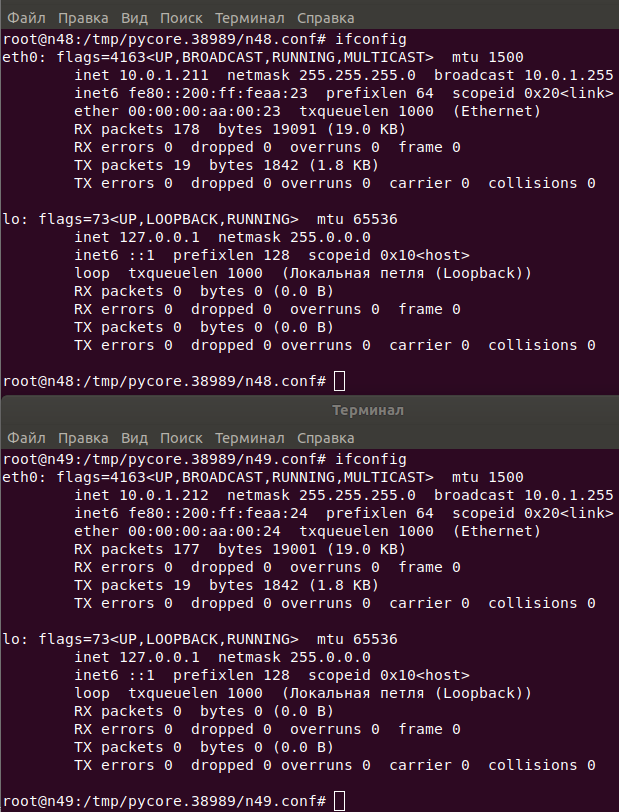 Файл Правка Вид Поиск Терминал Справка
root@n48:/tmp/pycore.38989/n48.conf# ifconfig
eth0: flags=4163<UP,BROADCAST,RUNNING,MULTICAST>  mtu 1500
        inet 10.0.1.211  netmask 255.255.255.0  broadcast 10.0.1.255
        inet6 fe80::200:ff:feaa:23  prefixlen 64  scopeid 0x20<link>
        ether 00:00:00:aa:00:23  txqueuelen 1000  (Ethernet)
        RX packets 178  bytes 19091 (19.0 KB)
        RX errors 0  dropped 0  overruns 0  frame 0
        TX packets 19  bytes 1842 (1.8 KB)
        TX errors 0  dropped 0 overruns 0  carrier 0  collisions 0

lo: flags=73<UP,LOOPBACK,RUNNING>  mtu 65536
        inet 127.0.0.1  netmask 255.0.0.0
        inet6 ::1  prefixlen 128  scopeid 0x10<host>
        loop  txqueuelen 1000  (Локальная петля (Loopback))
        RX packets 0  bytes 0 (0.0 B)
        RX errors 0  dropped 0  overruns 0  frame 0
        TX packets 0  bytes 0 (0.0 B)
        TX errors 0  dropped 0 overruns 0  carrier 0  collisions 0

root@n48:/tmp/pycore.38989/n48.conf#
Терминал
Файл Правка Вид Поиск Терминал Справка
root@n49:/tmp/pycore.38989/n49.conf# ifconfig
eth0: flags=4163<UP,BROADCAST,RUNNING,MULTICAST>  mtu 1500
        inet 10.0.1.212  netmask 255.255.255.0  broadcast 10.0.1.255
        inet6 fe80::200:ff:feaa:24  prefixlen 64  scopeid 0x20<link>
        ether 00:00:00:aa:00:24  txqueuelen 1000  (Ethernet)
        RX packets 177  bytes 19001 (19.0 KB)
        RX errors 0  dropped 0  overruns 0  frame 0
        TX packets 19  bytes 1842 (1.8 KB)
        TX errors 0  dropped 0 overruns 0  carrier 0  collisions 0

lo: flags=73<UP,LOOPBACK,RUNNING>  mtu 65536
        inet 127.0.0.1  netmask 255.0.0.0
        inet6 ::1  prefixlen 128  scopeid 0x10<host>
        loop  txqueuelen 1000  (Локальная петля (Loopback))
        RX packets 0  bytes 0 (0.0 B)
        RX errors 0  dropped 0  overruns 0  frame 0
        TX packets 0  bytes 0 (0.0 B)
        TX errors 0  dropped 0 overruns 0  carrier 0  collisions 0

root@n49:/tmp/pycore.38989/n49.conf#